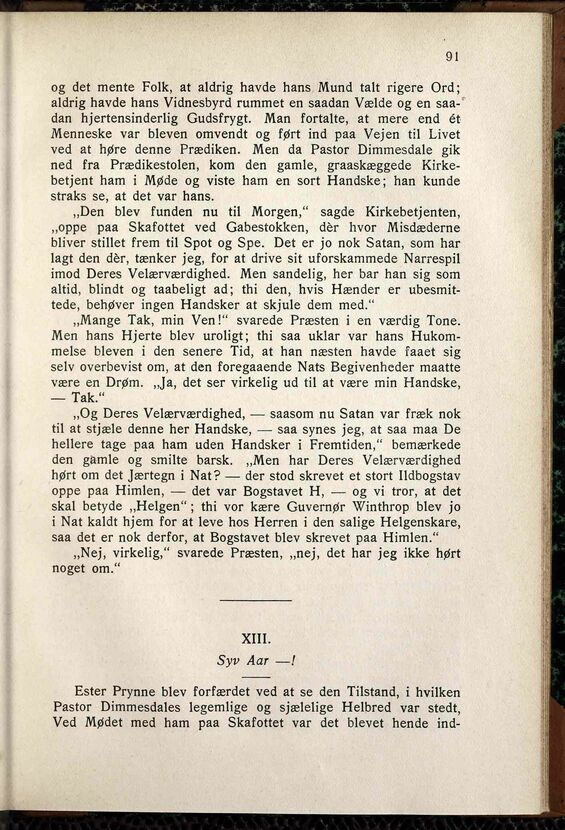 91
og det mente Folk, at aldrig havde hans Mund talt rigere Ord;
aldrig havde hans Vidnesbyrd rummet en saadan Vælde og en saa-
dan hjertensinderlig Gudsfrygt. Man fortalte, at mere end ét
Menneske var bleven omvendt og ført ind paa Vejen til Livet
ved at høre denne Prædiken. Men da Pastor Dimmesdale gik
ned fra Prædikestolen, kom den gamle, graaskæggede Kirke-
betjent ham i Møde og viste ham en sort Handske; han kunde
straks se, at det var hans.
„Den blev funden nu til Morgen,“ sagde Kirkebetjenten,
„oppe paa Skafottet ved Gabestokken, dèr hvor Misdæderne
bliver stillet frem til Spot og Spe. Det er jo nok Satan, som har
lagt den dèr, tænker jeg, for at drive sit uforskammede Narrespil
imod Deres Velærværdighed. Men sandelig, her bar han sig som
altid, blindt og taabeligt ad; thi den, hvis Hænder er ubesmit-
tede, behøver ingen Handsker at skjule dem med.“
„Mange Tak, min Ven!“ svarede Præsten i en værdig Tone.
Men hans Hjerte blev uroligt; thi saa uklar var hans Hukom-
melse bleven i den senere Tid, at han næsten havde faaet sig
selv overbevist om, at den foregaaende Nats Begivenheder maatte
være en Drøm. „Ja, det ser virkelig ud til at være min Handske,
— Tak.“
„Og Deres Velærværdighed, — saasom nu Satan var fræk nok
til at stjæle denne her Handske, — saa synes jeg, at saa maa De
hellere tage paa ham uden Handsker i Fremtiden,“ bemærkede
den gamle og smilte barsk. „Men har Deres Velærværdighed
hørt om det Jærtegn i Nat? — der stod skrevet et stort Ildbogstav
oppe paa Himlen, — det var Bogstavet H, — og vi tror, at det
skal betyde „Helgen“; thi vor kære Guvernør Winthrop blev jo
i Nat kaldt hjem for at leve hos Herren i den salige Helgenskare,
saa det er nok derfor, at Bogstavet blev skrevet paa Himlen.“
„Nej, virkelig,“ svarede Præsten, „nej, det har jeg ikke hørt
noget om.“
XIII.
Syv Aar —!
Ester Prynne blev forfærdet ved at se den Tilstand, i hvilken
Pastor Dimmesdales legemlige og sjælelige Helbred var stedt,
Ved Mødet med ham paa Skafottet var det blevet hende ind-